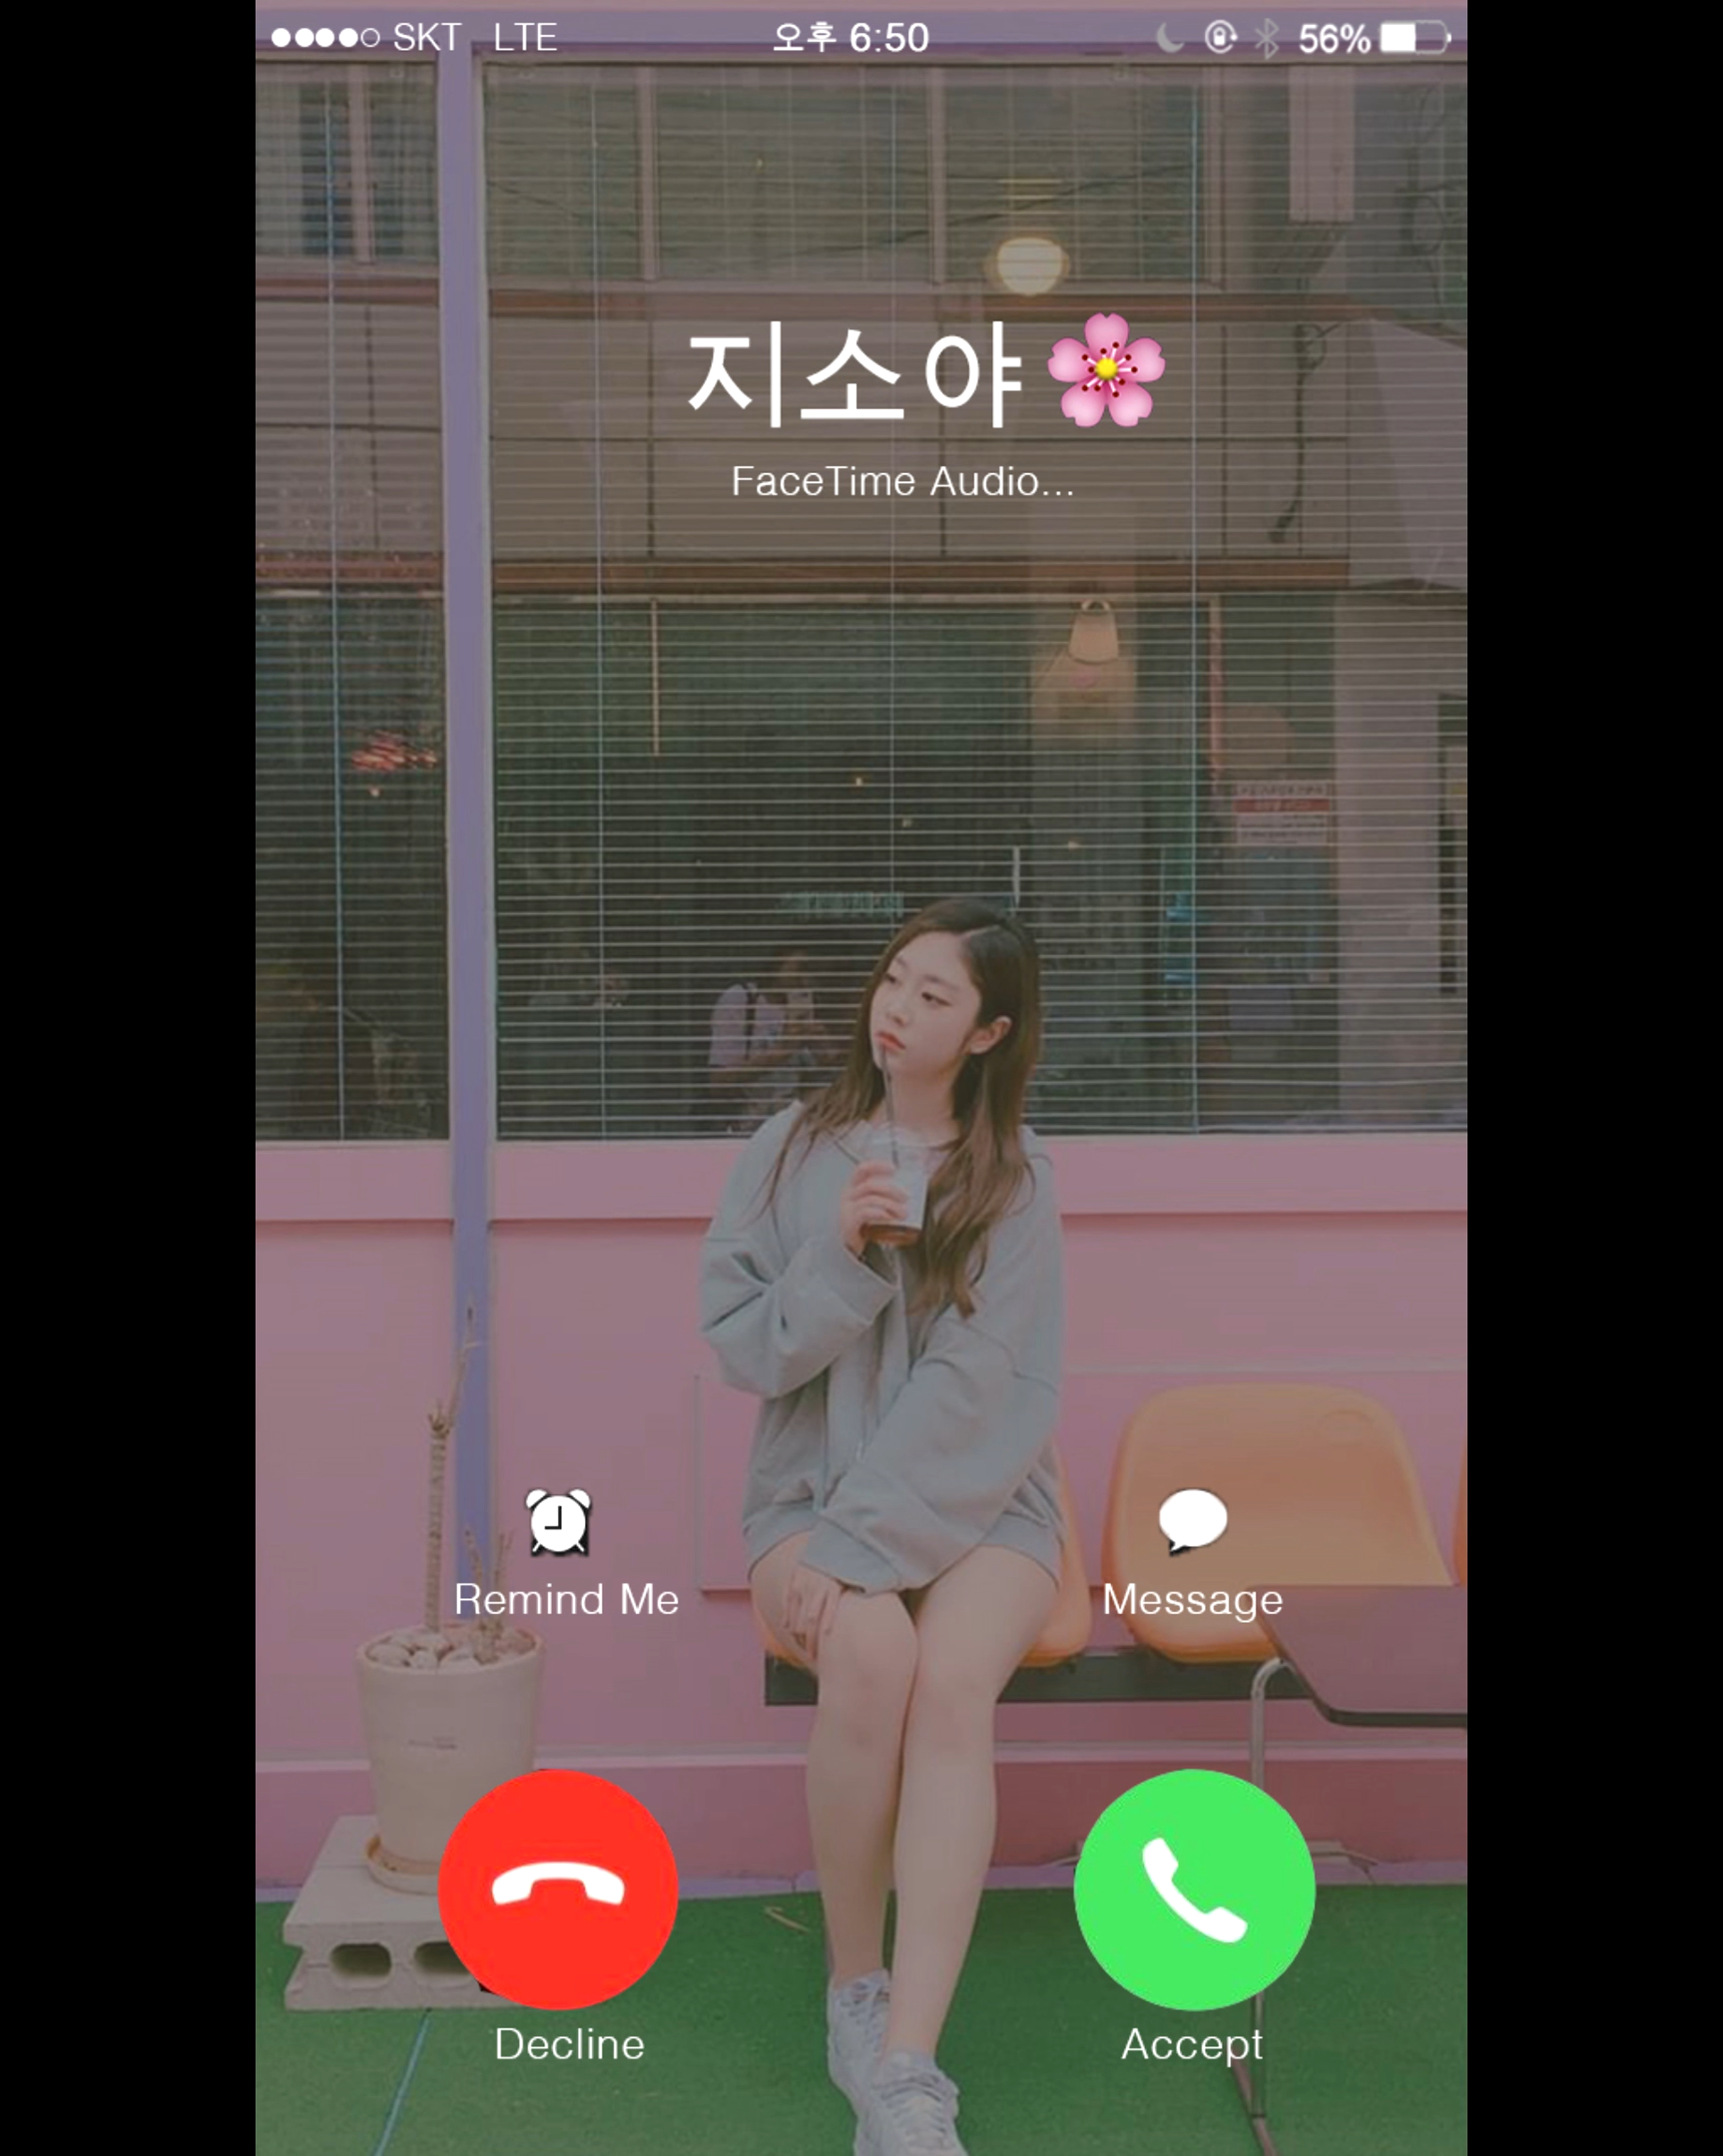 SKT LTE 오후 6:50 56%
지소야🌸
FaceTime Audio...
Remind Me Message
Decline Accept